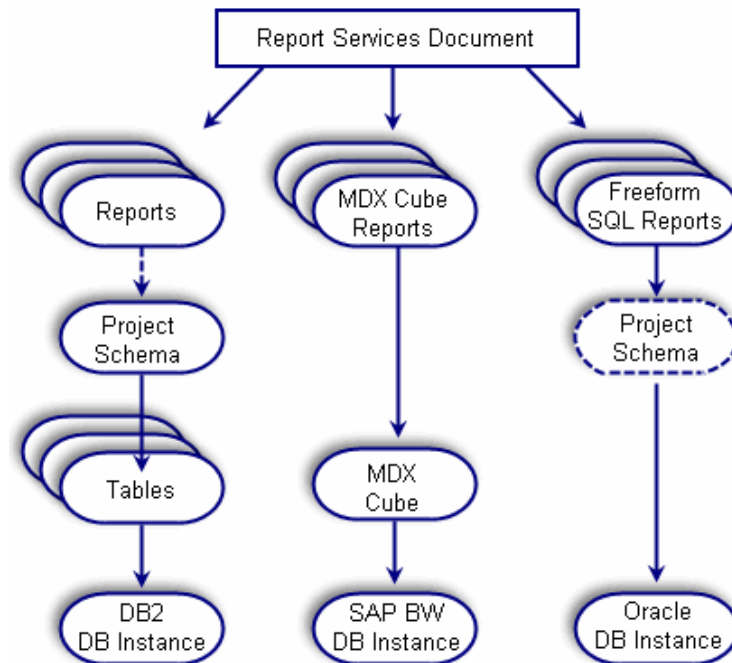 Report Services Document
Reports
MDX Cube
Reports
Freeform
SQL Reports
Project
Schema
Project
Schema
Tables
MDX
Cube
DB2
DB Instance
SAP BW
DB Instance
Oracle
DB Instance